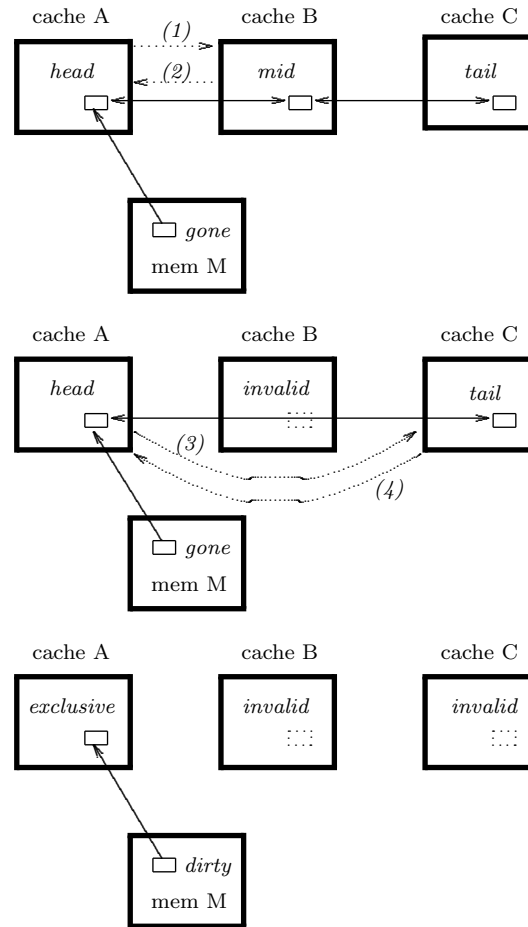 cache A cache B cache C
(1)
head mid tail
(2)
gone
mem M
cache A cache B cache C
head invalid tail
(3)
(4)
gone
mem M
cache A cache B cache C
exclusive invalid invalid
dirty
mem M